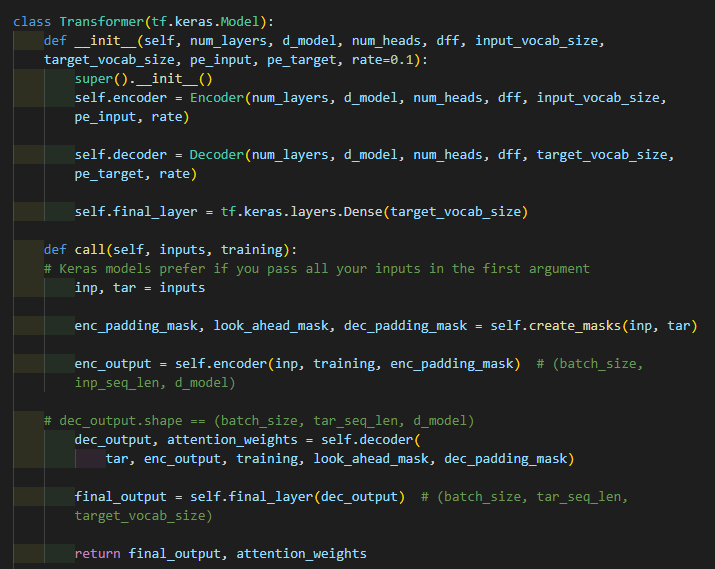 class Transformer(tf.keras.Model):
def __init__(self, num_layers, d_model, num_heads, dff, input_vocab_size,
target_vocab_size, pe_input, pe_target, rate=0.1):
super().__init__()
self.encoder = Encoder(num_layers, d_model, num_heads, dff, input_vocab_size,
pe_input, rate)
self.decoder = Decoder(num_layers, d_model, num_heads, dff, target_vocab_size,
pe_target, rate)
self.final_layer = tf.keras.layers.Dense(target_vocab_size)
def call(self, inputs, training):
# Keras models prefer if you pass all your inputs in the first argument
inp, tar = inputs
enc_padding_mask, look_ahead_mask, dec_padding_mask = self.create_masks(inp, tar)
enc_output = self.encoder(inp, training, enc_padding_mask)  # (batch_size,
inp_seq_len, d_model)
# dec_output.shape == (batch_size, tar_seq_len, d_model)
dec_output, attention_weights = self.decoder(
tar, enc_output, training, look_ahead_mask, dec_padding_mask)
final_output = self.final_layer(dec_output)  # (batch_size, tar_seq_len,
target_vocab_size)
return final_output, attention_weights